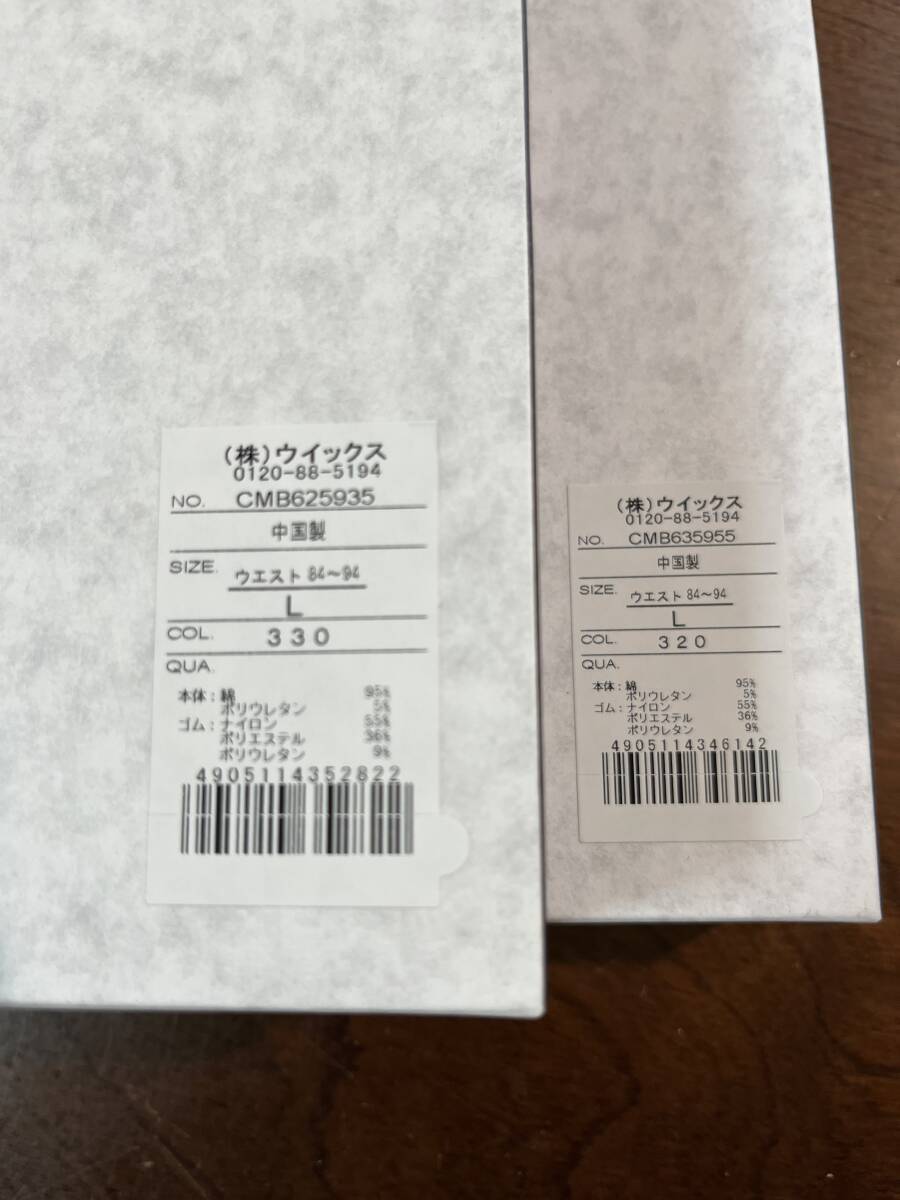 (株)ウイックス
0120-88-5194
NO. CMB625935
中国製
SIZE. ウエスト 84～94
L
COL. 330
QUA.
本体：綿 95%
ポリウレタン 5%
ゴム：ナイロン 55%
ポリエステル 36%
ポリウレタン 9%
4905114352822
(株)ウイックス
0120-88-5194
NO. CMB635955
中国製
SIZE. ウエスト 84～94
L
COL. 320
QUA.
本体：綿 95%
ポリウレタン 5%
ゴム：ナイロン 55%
ポリエステル 36%
ポリウレタン 9%
4905114346142